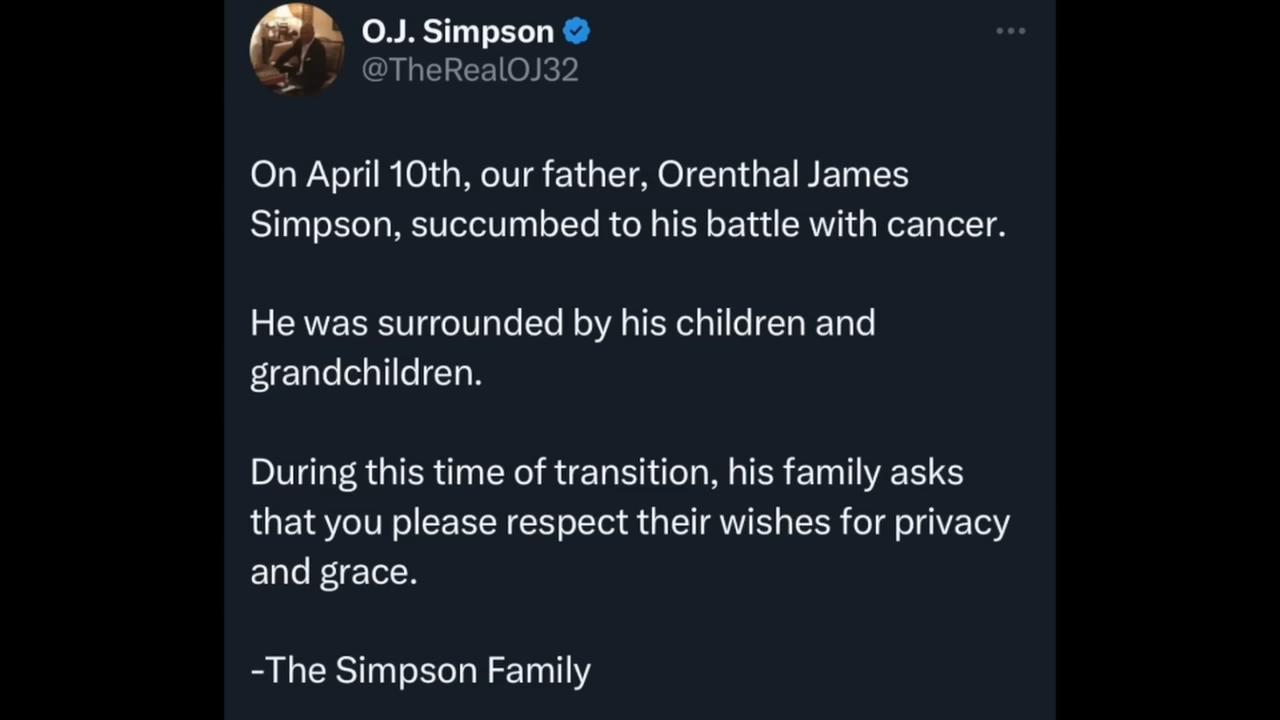 O.J. Simpson
@TheRealOJ32
On April 10th, our father, Orenthal James
Simpson, succumbed to his battle with cancer.
He was surrounded by his children and
grandchildren.
During this time of transition, his family asks
that you please respect their wishes for privacy
and grace.
-The Simpson Family